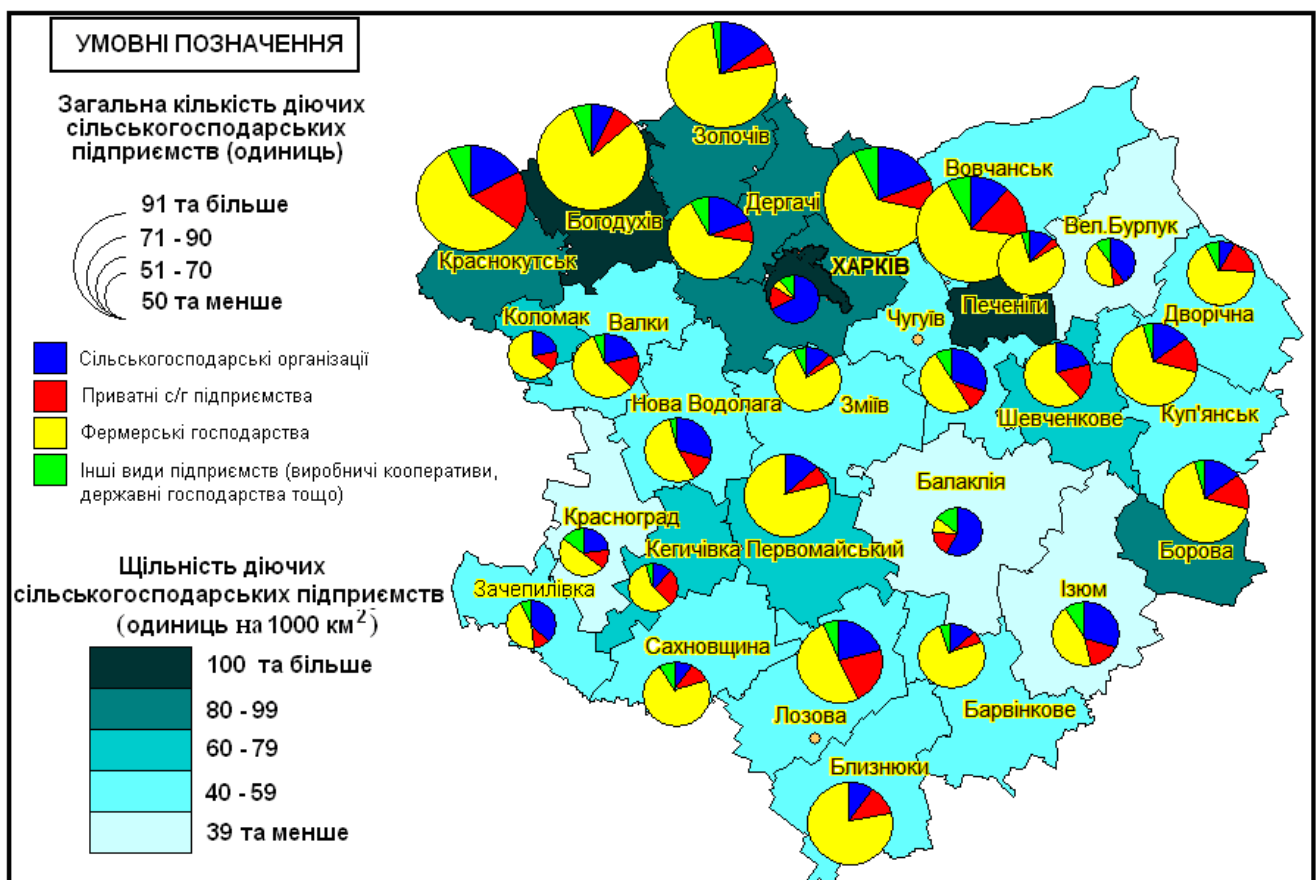 УМОВНІ ПОЗНАЧЕННЯ
Загальна кількість діючих
сільськогосподарських
підприємств (одиниць)
91 та більше
71 - 90
51 - 70
50 та менше
Сільськогосподарські організації
Приватні с/г підприємства
Фермерські господарства
Інші види підприємств (виробничі кооперативи,
державні господарства тощо)
Щільність діючих
сільськогосподарських підприємств
(одиниць на 1000 км²)
100 та більше
80 - 99
60 - 79
40 - 59
39 та менше
Золочів
Богодухів
Дергачі
Вовчанськ
Вел.Бурлук
Краснокутськ
ХАРКІВ
Печеніги
Дворічна
Коломак
Валки
Чугуїв
Нова Водолага
Зміїв
Шевченкове
Куп'янськ
Балаклія
Красноград
Кегичівка
Первомайський
Борова
Зачепилівка
Ізюм
Сахновщина
Лозова
Барвінкове
Близнюки